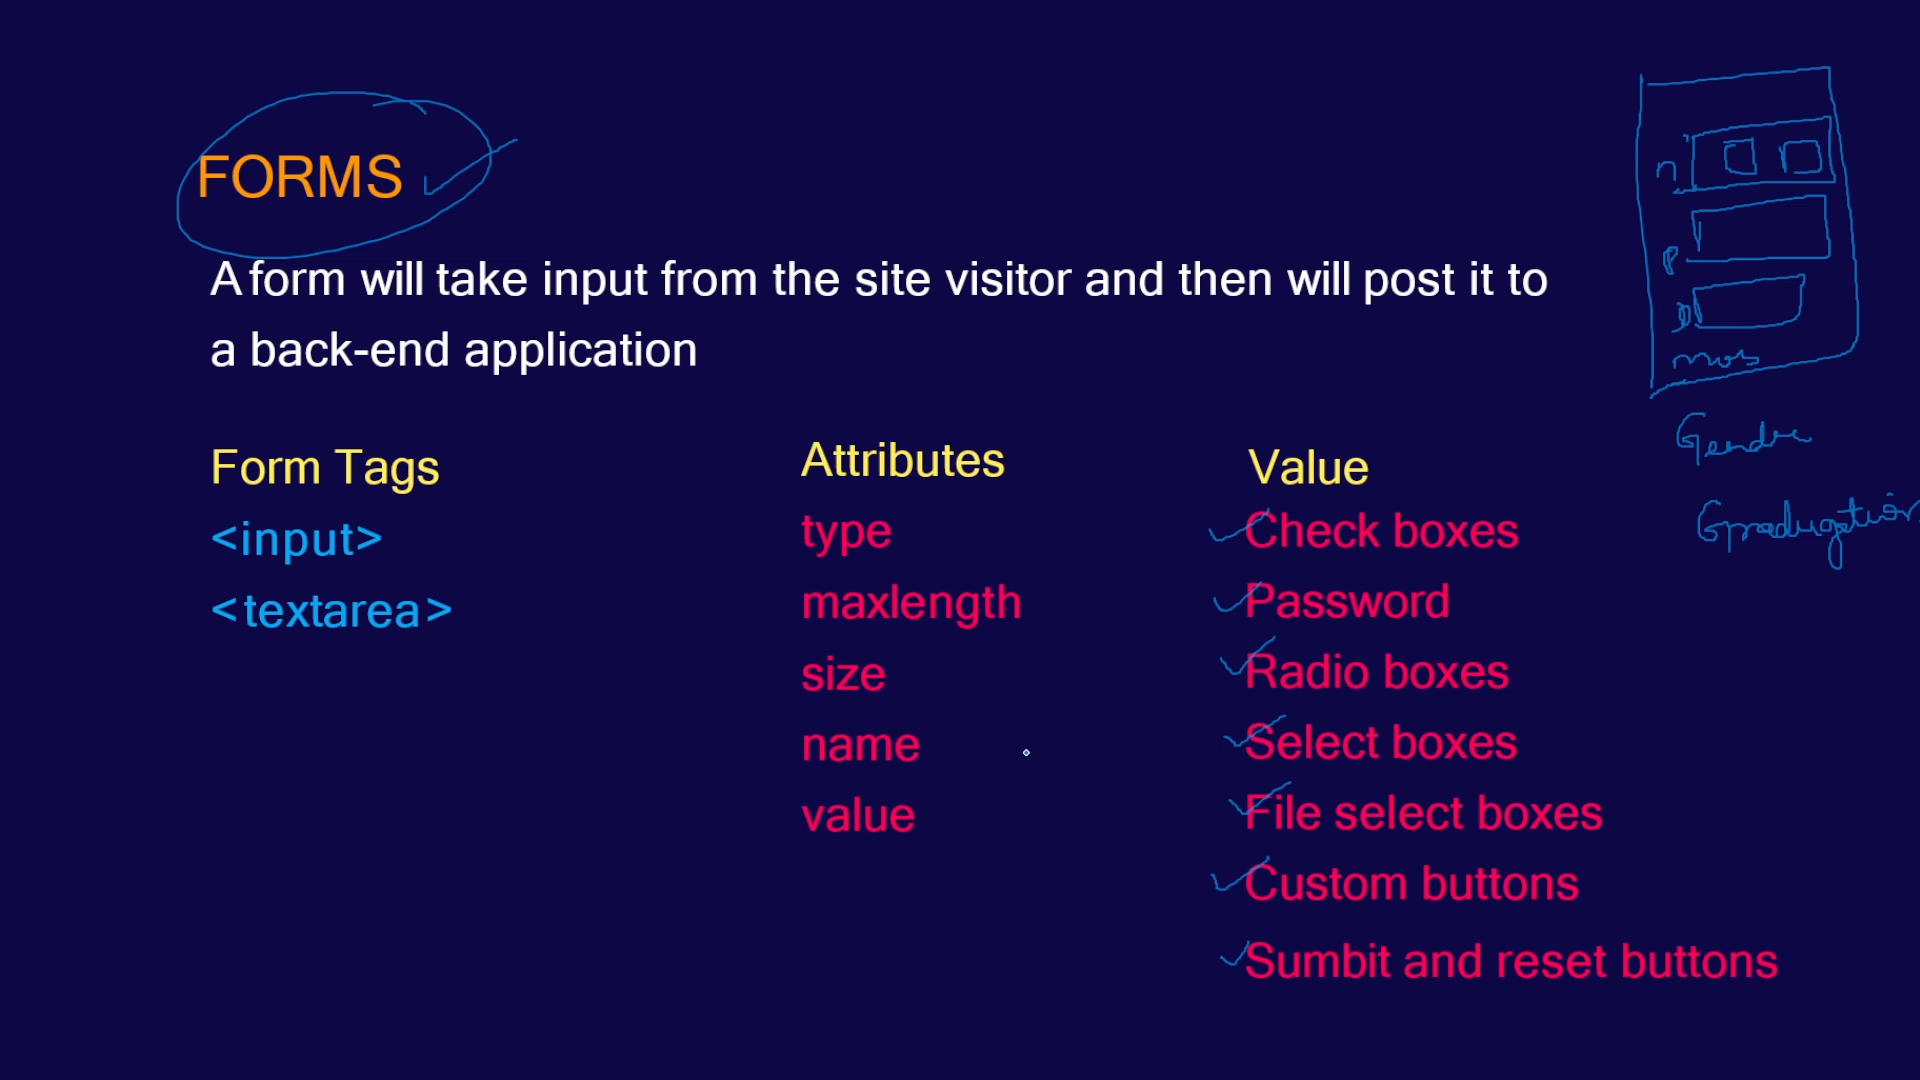 FORMS
A form will take input from the site visitor and then will post it to
a back-end application
Form Tags
<input>
<textarea>
Attributes
type
maxlength
size
name
value
Value
Check boxes
Password
Radio boxes
Select boxes
File select boxes
Custom buttons
Sumbit and reset buttons
n
p
mob
Gender
Graduation